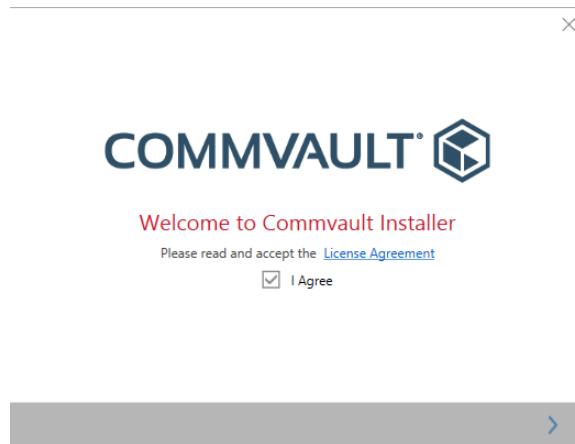 COMMVAULT®
Welcome to Commvault Installer
Please read and accept the License Agreement
I Agree